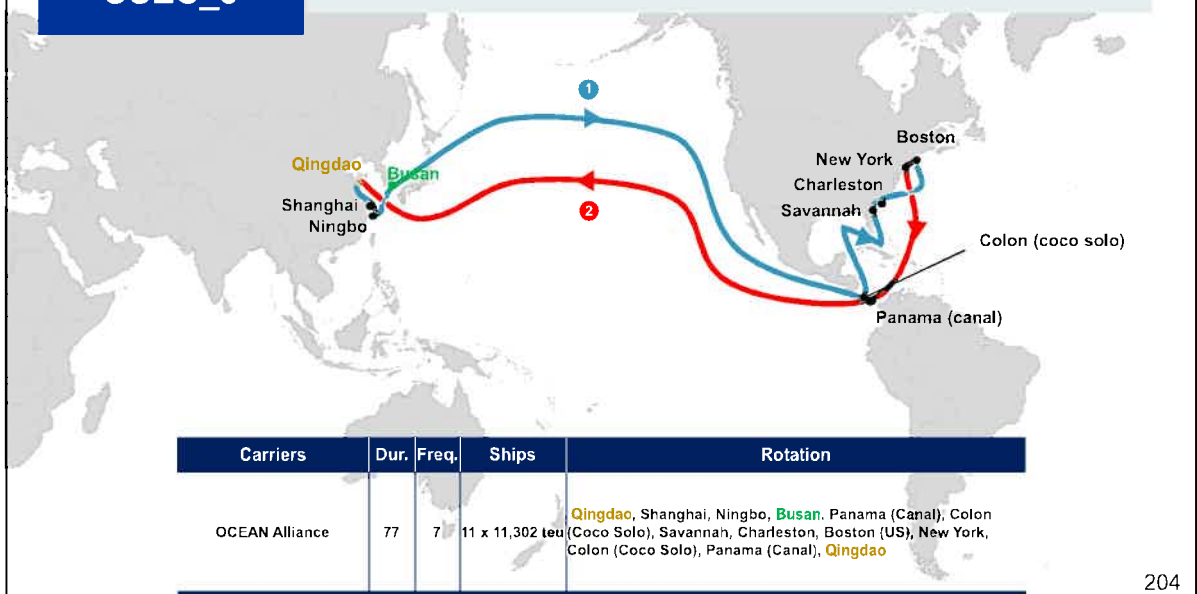 1
Boston
New York
Qingdao
Busan
Charleston
Shanghai
Savannah
2
Ningbo
Colon (coco solo)
Panama (canal)
Carriers Dur. Freq. Ships Rotation
OCEAN Alliance 77 7 11 x 11,302 teu
Qingdao, Shanghai, Ningbo, Busan. Panama (Canal), Colon
(Coco Solo), Savannah, Charleston, Boston (US), New York,
Colon (Coco Solo), Panama (Canal), Qingdao
204